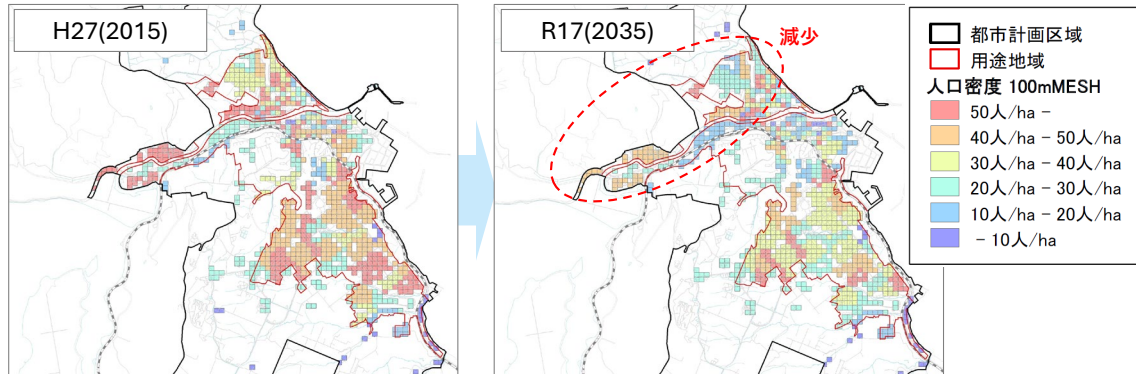 H27(2015)
R17(2035)
減少
都市計画区域
用途地域
人口密度 100mMESH
50人/ha -
40人/ha - 50人/ha
30人/ha - 40人/ha
20人/ha - 30人/ha
10人/ha - 20人/ha
- 10人/ha